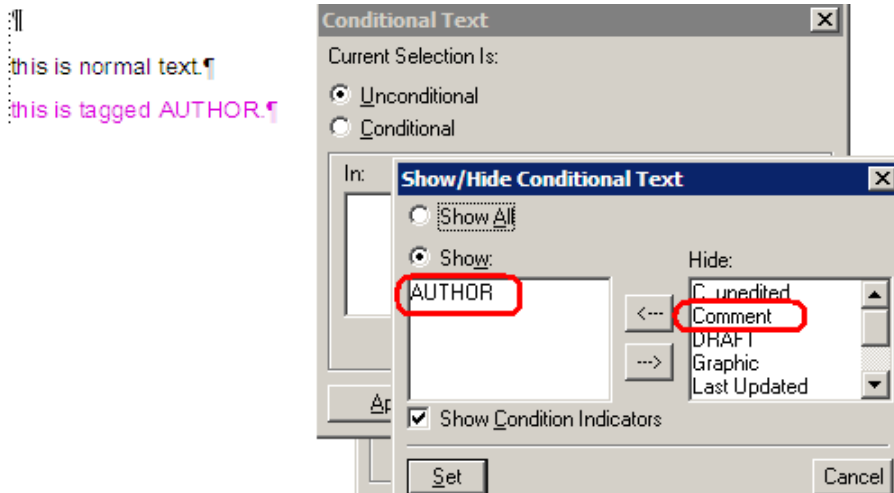 ¶
this is normal text.¶
this is tagged AUTHOR.¶
Conditional Text
Current Selection Is:
Unconditional
Conditional
In:
Show/Hide Conditional Text
Show All
Show:
Hide:
AUTHOR
C_unedited
Comment
DRAFT
Graphic
Last Updated
<---
--->
Show Condition Indicators
Set
Cancel